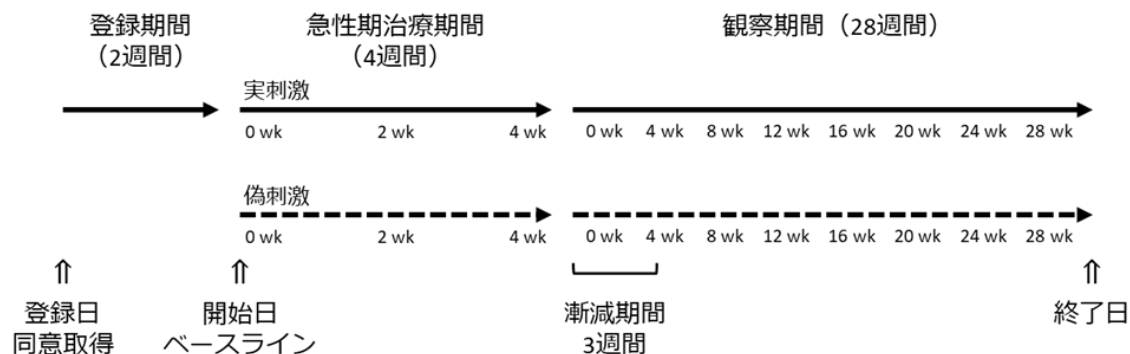 登録期間
（2週間）
急性期治療期間
（4週間）
観察期間（28週間）
実刺激
0 wk 2 wk 4 wk 0 wk 4 wk 8 wk 12 wk 16 wk 20 wk 24 wk 28 wk
偽刺激
0 wk 2 wk 4 wk 0 wk 4 wk 8 wk 12 wk 16 wk 20 wk 24 wk 28 wk
登録日
同意取得
開始日
ベースライン
漸減期間
3週間
終了日